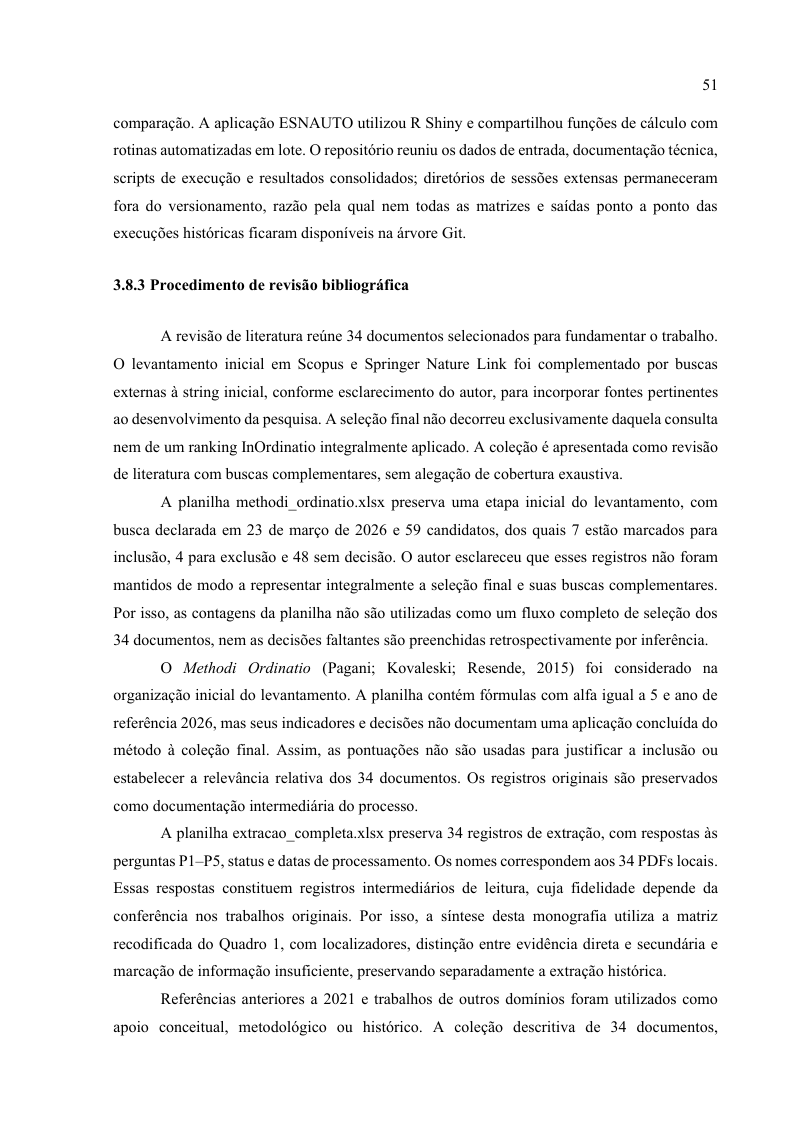 51
comparação. A aplicação ESNAUTO utilizou R Shiny e compartilhou funções de cálculo com
rotinas automatizadas em lote. O repositório reuniu os dados de entrada, documentação técnica,
scripts de execução e resultados consolidados; diretórios de sessões extensas permaneceram
fora do versionamento, razão pela qual nem todas as matrizes e saídas ponto a ponto das
execuções históricas ficaram disponíveis na árvore Git.
3.8.3 Procedimento de revisão bibliográfica
A revisão de literatura reúne 34 documentos selecionados para fundamentar o trabalho.
O levantamento inicial em Scopus e Springer Nature Link foi complementado por buscas
externas à string inicial, conforme esclarecimento do autor, para incorporar fontes pertinentes
ao desenvolvimento da pesquisa. A seleção final não decorreu exclusivamente daquela consulta
nem de um ranking InOrdinatio integralmente aplicado. A coleção é apresentada como revisão
de literatura com buscas complementares, sem alegação de cobertura exaustiva.
A planilha methodi_ordinatio.xlsx preserva uma etapa inicial do levantamento, com
busca declarada em 23 de março de 2026 e 59 candidatos, dos quais 7 estão marcados para
inclusão, 4 para exclusão e 48 sem decisão. O autor esclareceu que esses registros não foram
mantidos de modo a representar integralmente a seleção final e suas buscas complementares.
Por isso, as contagens da planilha não são utilizadas como um fluxo completo de seleção dos
34 documentos, nem as decisões faltantes são preenchidas retrospectivamente por inferência.
O Methodi Ordinatio (Pagani; Kovaleski; Resende, 2015) foi considerado na
organização inicial do levantamento. A planilha contém fórmulas com alfa igual a 5 e ano de
referência 2026, mas seus indicadores e decisões não documentam uma aplicação concluída do
método à coleção final. Assim, as pontuações não são usadas para justificar a inclusão ou
estabelecer a relevância relativa dos 34 documentos. Os registros originais são preservados
como documentação intermediária do processo.
A planilha extracao_completa.xlsx preserva 34 registros de extração, com respostas às
perguntas P1–P5, status e datas de processamento. Os nomes correspondem aos 34 PDFs locais.
Essas respostas constituem registros intermediários de leitura, cuja fidelidade depende da
conferência nos trabalhos originais. Por isso, a síntese desta monografia utiliza a matriz
recodificada do Quadro 1, com localizadores, distinção entre evidência direta e secundária e
marcação de informação insuficiente, preservando separadamente a extração histórica.
Referências anteriores a 2021 e trabalhos de outros domínios foram utilizados como
apoio conceitual, metodológico ou histórico. A coleção descritiva de 34 documentos,